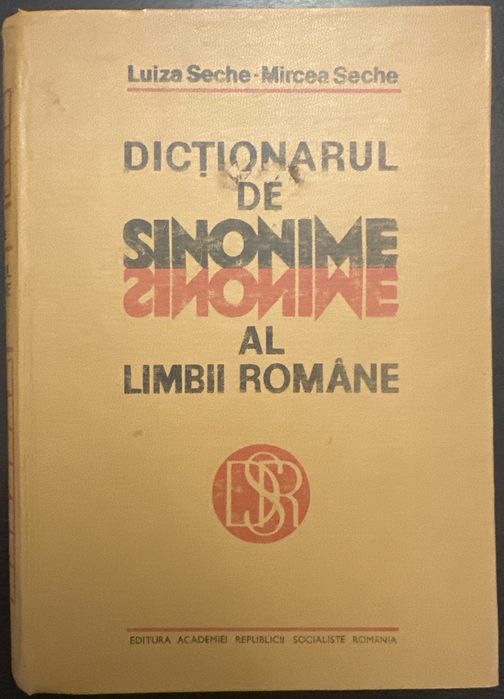 Luiza Seche - Mircea Seche
DICȚIONARUL
DE
SINONIME
SINONIME
AL
LIMBII ROMÂNE
DSR
EDITURA ACADEMIEI REPUBLICII SOCIALISTE ROMÂNIA